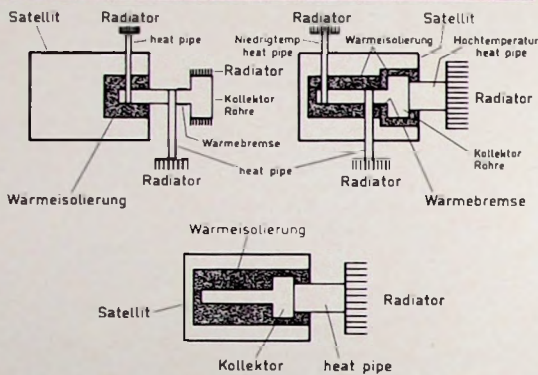 Satellit
Radiator
heat pipe
Radiator
Kollektor
Rohre
Wärmebremse
heat pipe
Radiator
Wärmeisolierung
Radiator
Niedrigtemp
heat pipe
Wärmeisolierung
Satellit
Hochtemperatur
heat pipe
Radiator
Kollektor
Rohre
Wärmebremse
Radiator
Wärmeisolierung
Satellit
Radiator
Kollektor
heat pipe